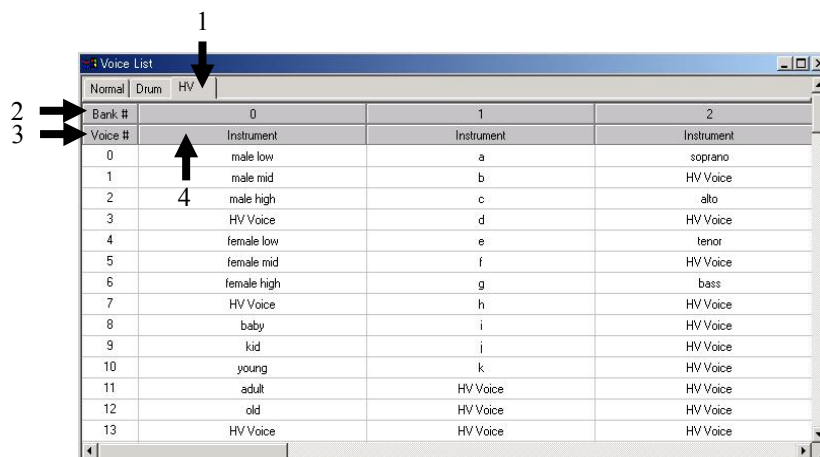 1
Voice List
Normal Drum HV
2 Bank # 0 1 2
3 Voice # Instrument Instrument Instrument
0 male low a soprano
1 male mid b HV Voice
4
2 male high c alto
3 HV Voice d HV Voice
4 female low e tenor
5 female mid f HV Voice
6 female high g bass
7 HV Voice h HV Voice
8 baby i HV Voice
9 kid j HV Voice
10 young k HV Voice
11 adult HV Voice HV Voice
12 old HV Voice HV Voice
13 HV Voice HV Voice HV Voice